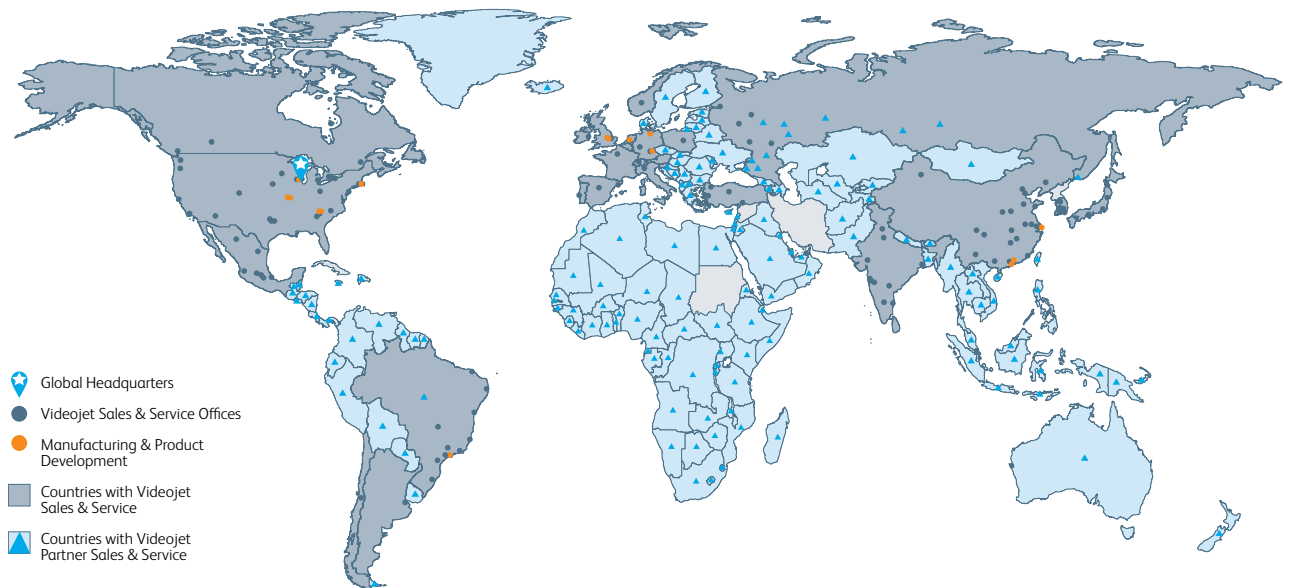 Global Headquarters
Videojet Sales & Service Offices
Manufacturing & Product
Development
Countries with Videojet
Sales & Service
Countries with Videojet
Partner Sales & Service